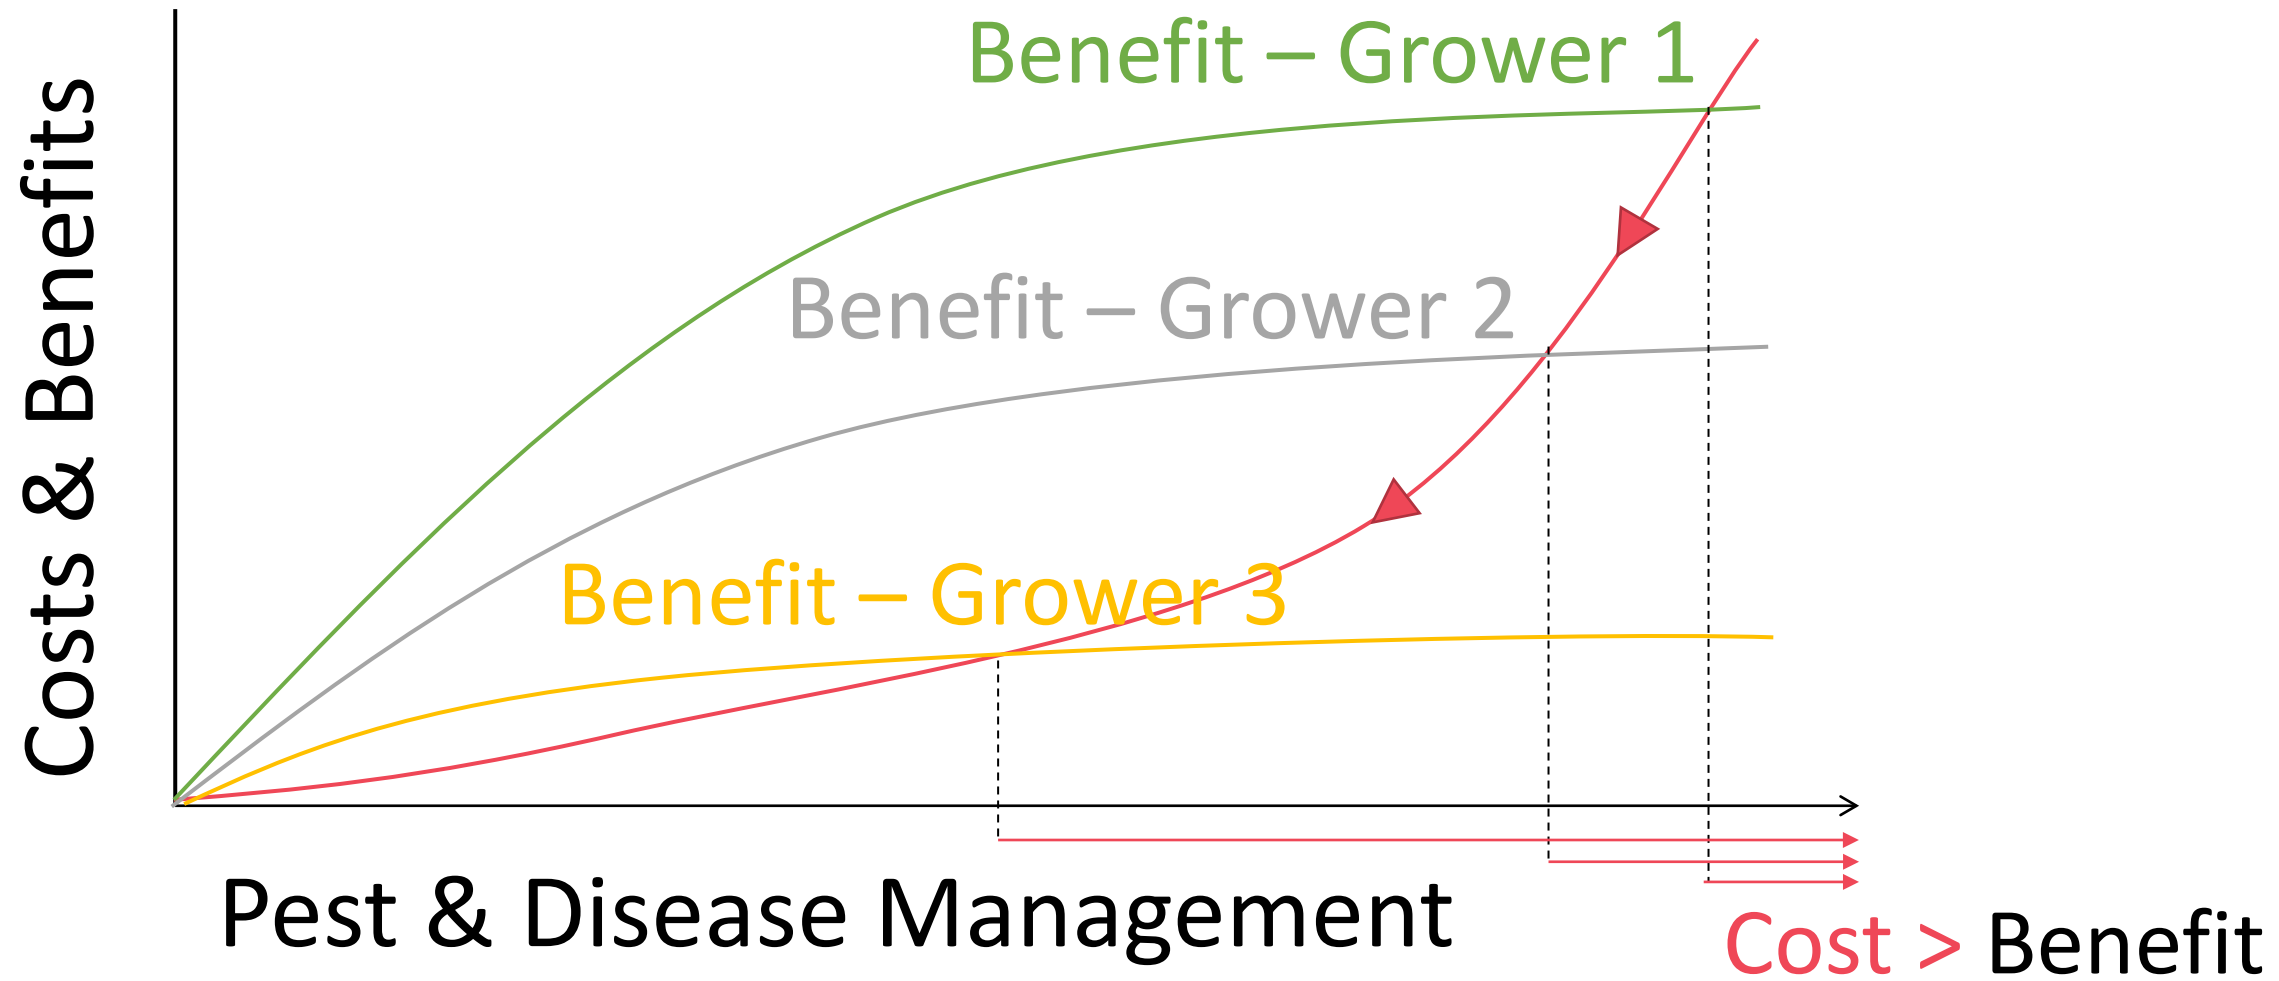 Costs & Benefits
Benefit – Grower 1
Benefit – Grower 2
Benefit – Grower 3
Pest & Disease Management
Cost > Benefit